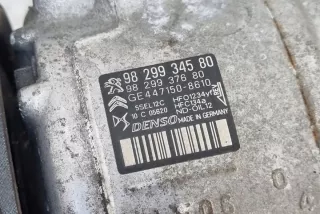 98 299 345 80
98 299 376 80
GE447150-8610
5SEL12C HFO1234yf
HFC134a
10 C 05620 ND-OIL12
DENSO MADE IN GERMANY